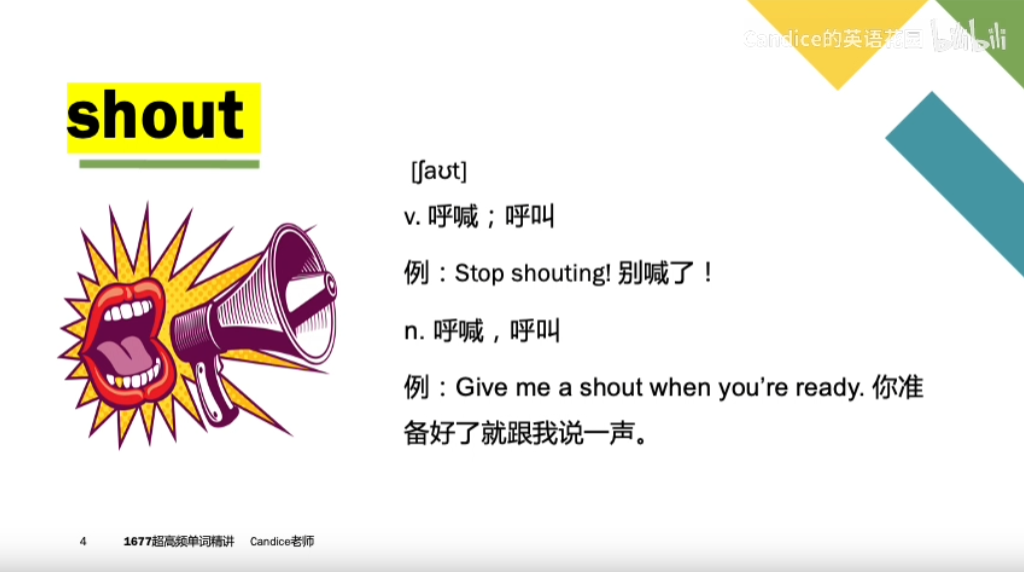 Candice的英语花园 bilibili
shout
[ʃaʊt]
v. 呼喊；呼叫
例：Stop shouting! 别喊了！
n. 呼喊，呼叫
例：Give me a shout when you’re ready. 你准
备好了就跟我说一声。
4 1677超高频单词精讲 Candice老师